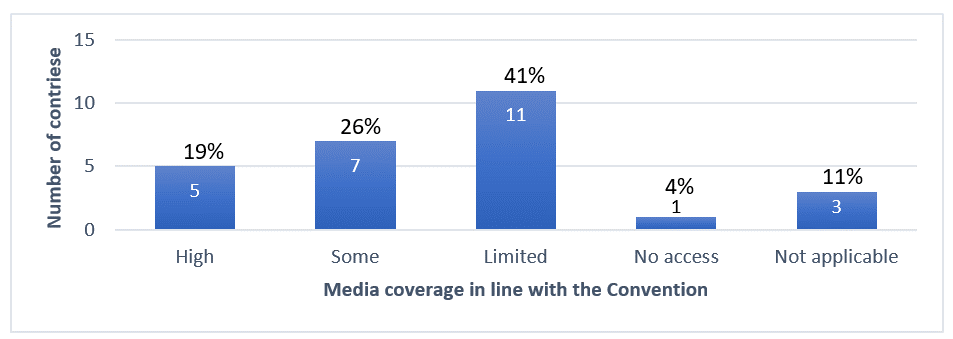 Number of contriese
15
10
5
0
19%
5
26%
7
41%
11
4%
1
11%
3
High
Some
Limited
No access
Not applicable
Media coverage in line with the Convention